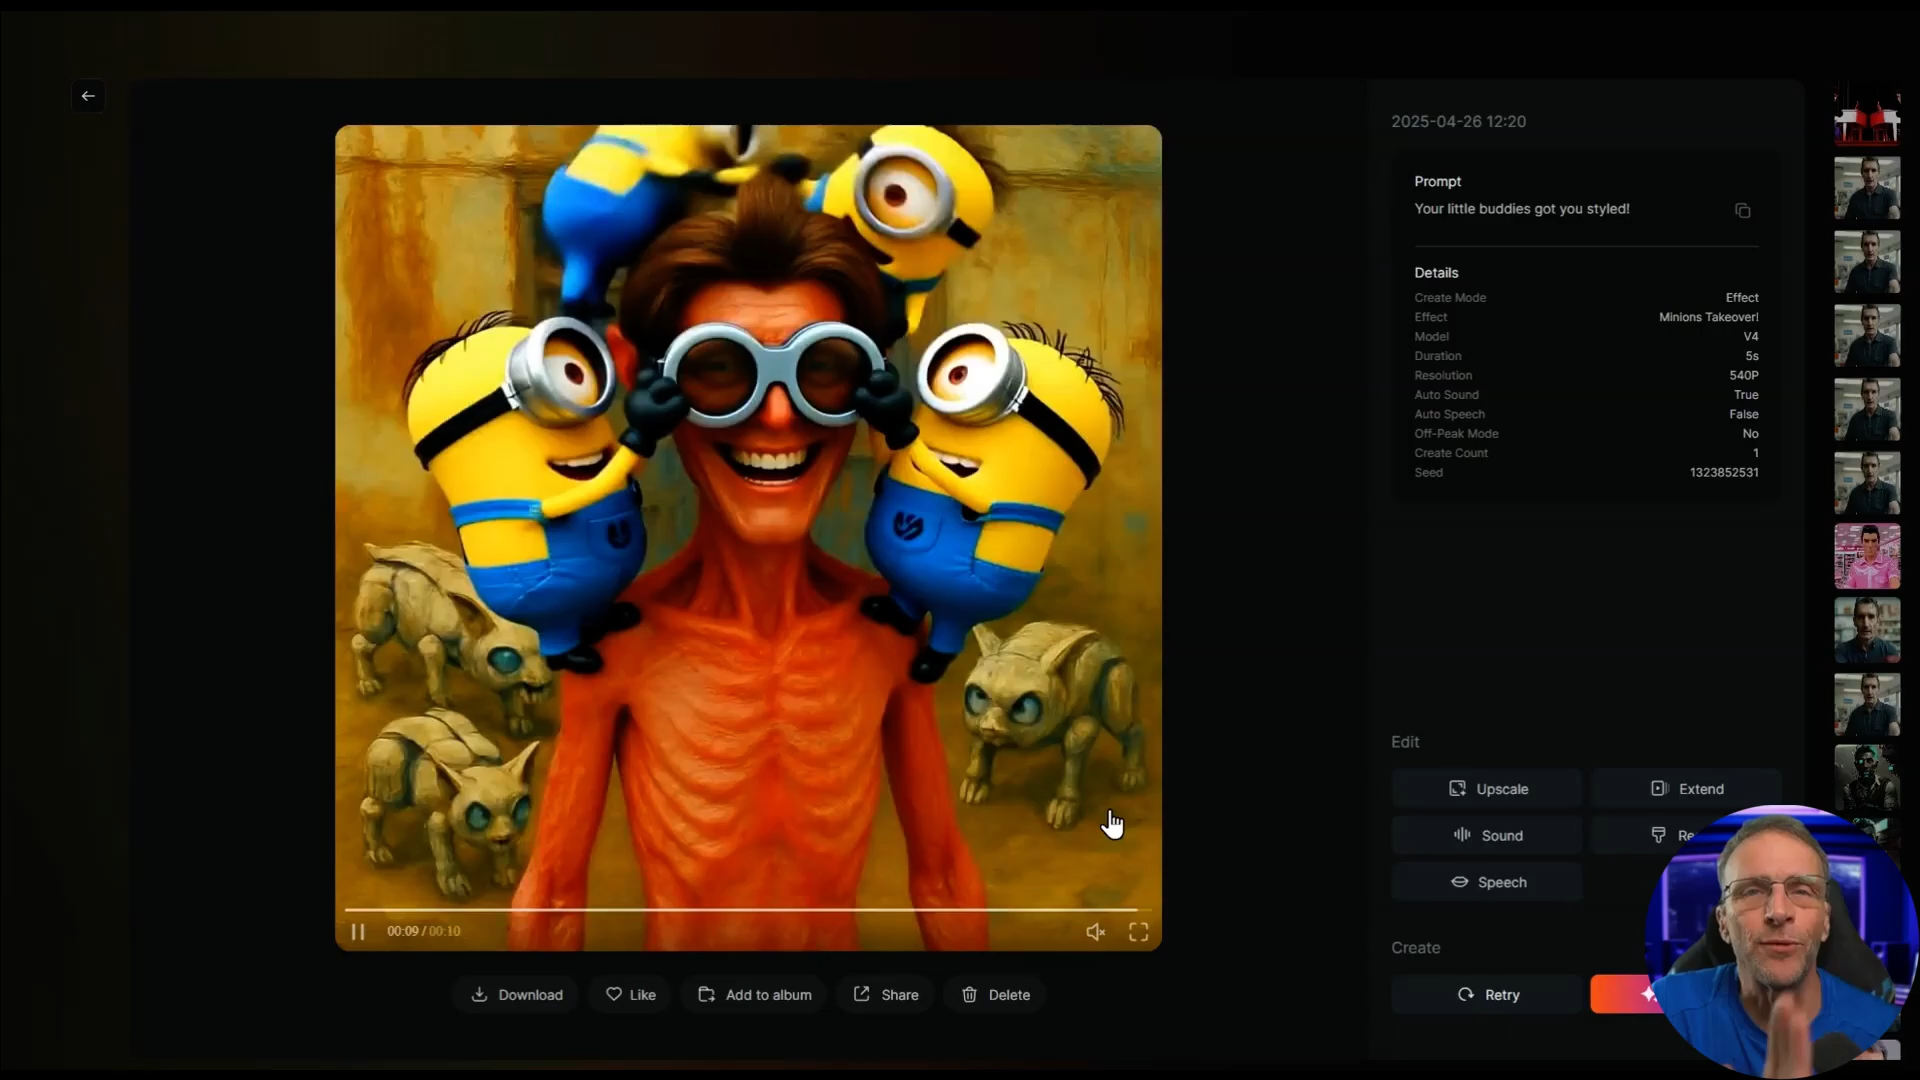 2025-04-26 12:20
Prompt
Your little buddies got you styled!
Details
Create Mode Effect
Effect Minions Takeover!
Model V4
Duration 5s
Resolution 540P
Auto Sound True
Auto Speech False
Off-Peak Mode No
Create Count 1
Seed 1323852531
Edit
Upscale Extend
Sound Re
Speech
00:09 / 00:10
Create
Download Like Add to album Share Delete
Retry